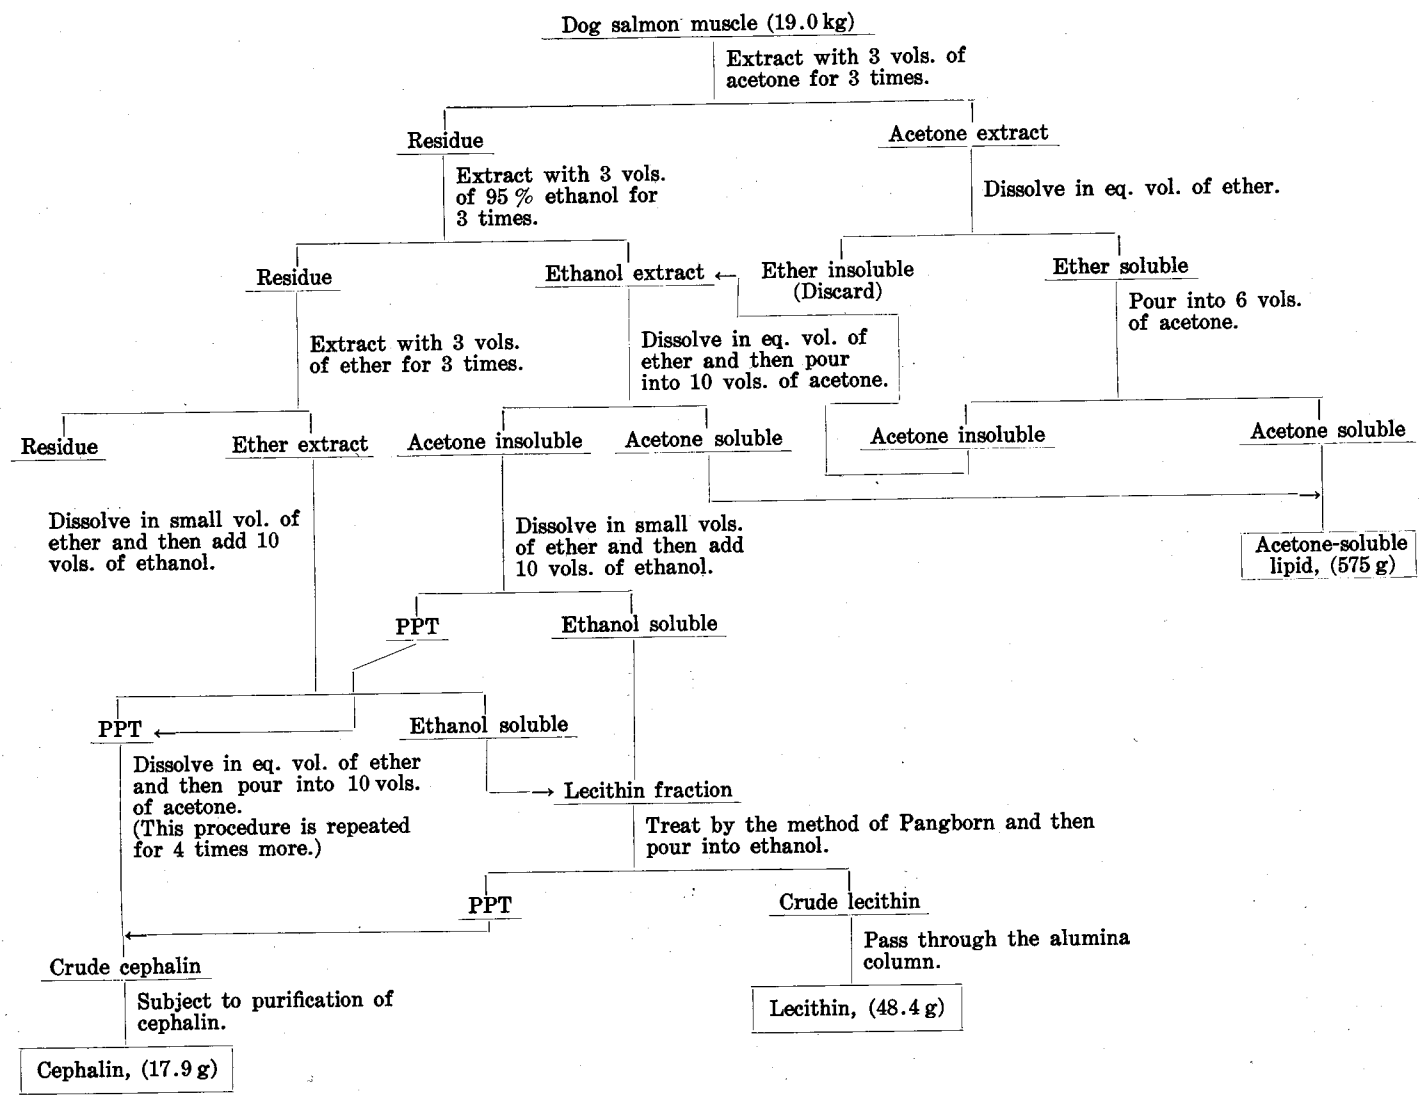 Dog salmon muscle (19.0 kg)
Extract with 3 vols. of
acetone for 3 times.
Residue
Acetone extract
Extract with 3 vols.
of 95 % ethanol for
3 times.
Dissolve in eq. vol. of ether.
Residue
Ethanol extract
Ether insoluble
(Discard)
Ether soluble
Pour into 6 vols.
of acetone.
Extract with 3 vols.
of ether for 3 times.
Dissolve in eq. vol. of
ether and then pour
into 10 vols. of acetone.
Residue
Ether extract
Acetone insoluble
Acetone soluble
Acetone insoluble
Acetone soluble
Dissolve in small vol. of
ether and then add 10
vols. of ethanol.
Dissolve in small vols.
of ether and then add
10 vols. of ethanol.
Acetone-soluble
lipid, (575 g)
PPT
Ethanol soluble
PPT
Ethanol soluble
Dissolve in eq. vol. of ether
and then pour into 10 vols.
of acetone.
(This procedure is repeated
for 4 times more.)
Lecithin fraction
Treat by the method of Pangborn and then
pour into ethanol.
PPT
Crude lecithin
Pass through the alumina
column.
Crude cephalin
Subject to purification of
cephalin.
Lecithin, (48.4 g)
Cephalin, (17.9 g)